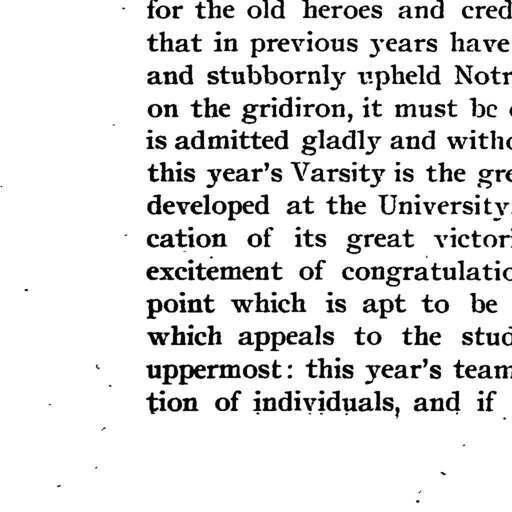 for the old heroes and cred
that in previous years have
and stubbornly upheld Notr
on the gridiron, it must be
is admitted gladly and witho
this year's Varsity is the gre
developed at the University.
cation of its great victori
excitement of congratulatio
point which is apt to be
which appeals to the stud
uppermost: this year's team
tion of individuals, and if